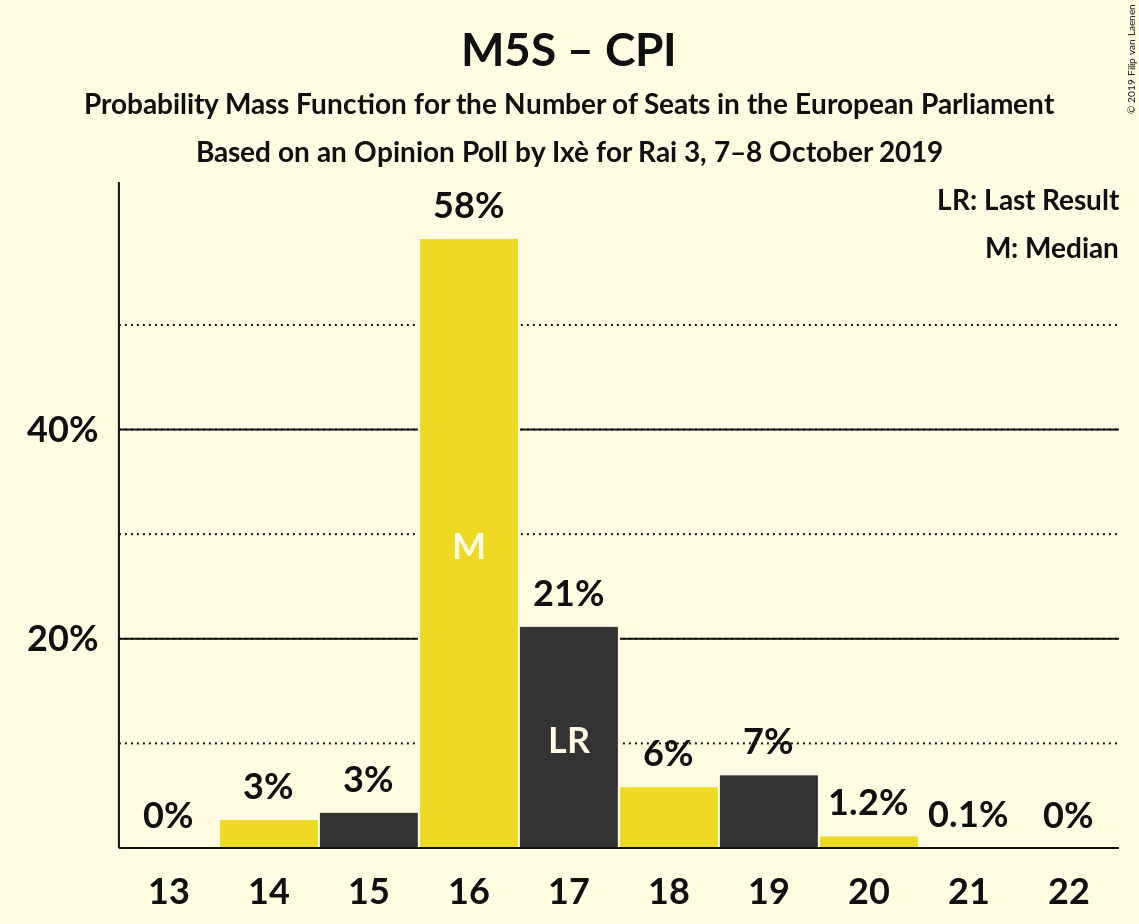 M5S – CPI
Probability Mass Function for the Number of Seats in the European Parliament
Based on an Opinion Poll by Ixè for Rai 3, 7–8 October 2019
© 2019 Filip van Laenen
LR: Last Result
M: Median
58%
40%
M
21%
20%
LR
6%
7%
3%
3%
0%
1.2%
0.1%
0%
13 14 15 16 17 18 19 20 21 22